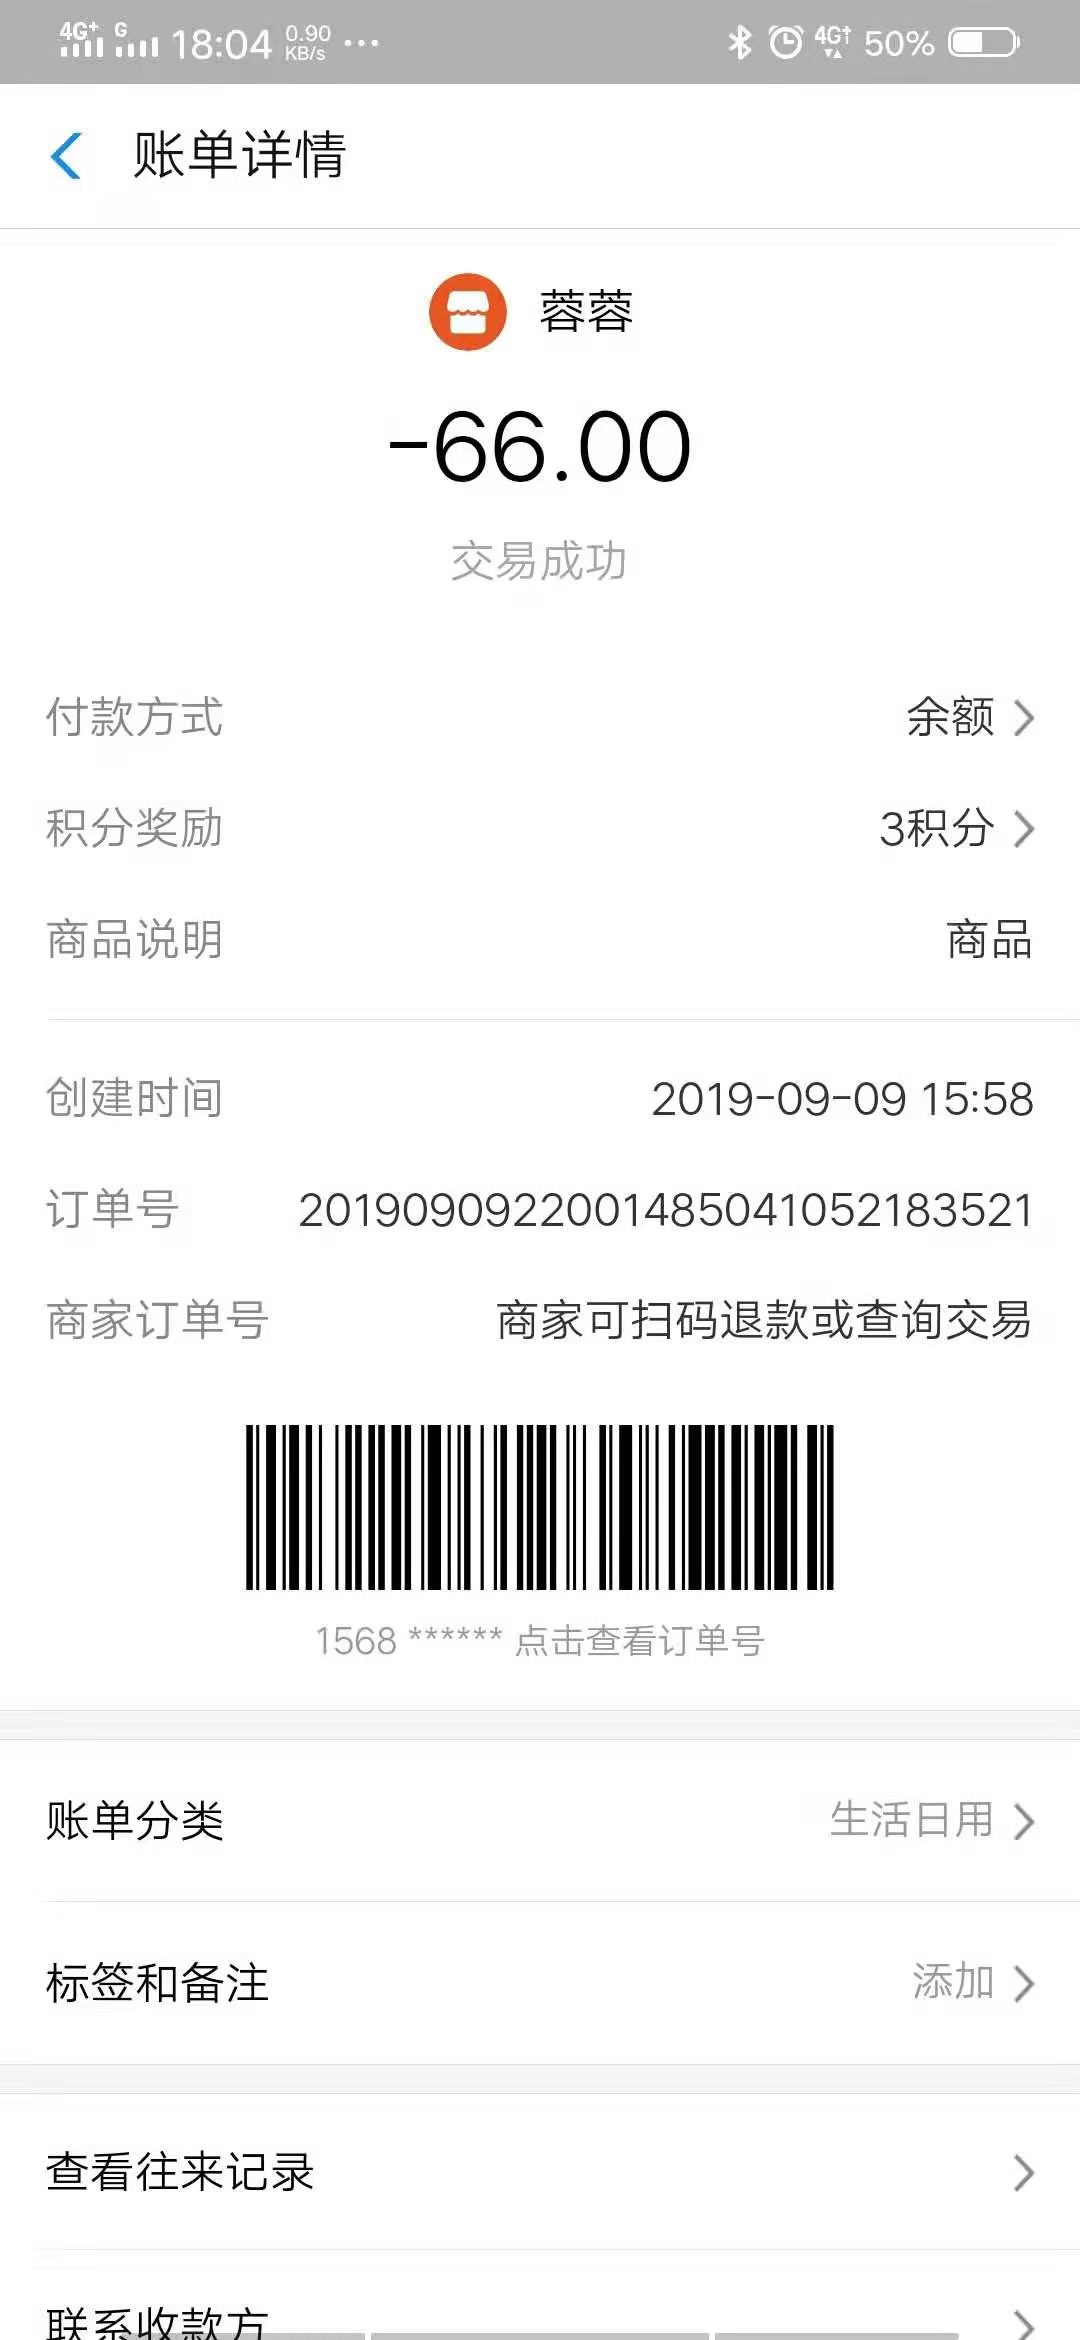 4G+ G 18:04 0.90 KB/s ··· 4G 50%
账单详情
蓉蓉
-66.00
交易成功
付款方式 余额
积分奖励 3积分
商品说明 商品
创建时间 2019-09-09 15:58
订单号 2019090922001485041052183521
商家订单号 商家可扫码退款或查询交易
1568 ****** 点击查看订单号
账单分类 生活日用
标签和备注 添加
查看往来记录
联系收款方